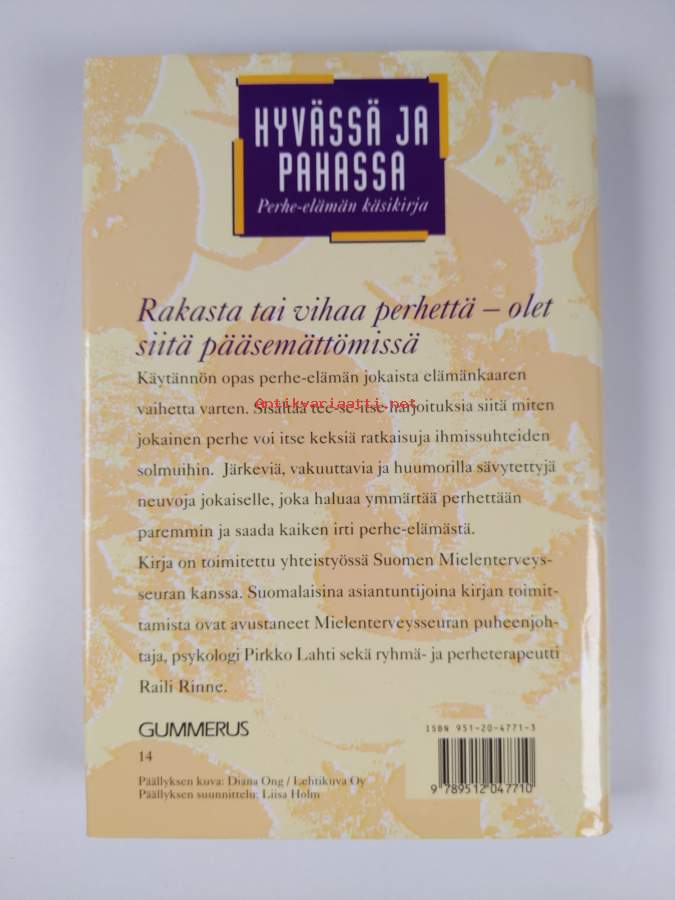 HYVÄSSÄ JA
PAHASSA
Perhe-elämän käsikirja
Rakasta tai vihaa perhettä – olet
siitä pääsemättömissä
Käytännön opas perhe-elämän jokaista elämänkaaren
vaihetta varten. Sisältää tee-se-itse-harjoituksia siitä miten
Antikvariaatti.net
jokainen perhe voi itse keksiä ratkaisuja ihmissuhteiden
solmuihin. Järkeviä, vakuuttavia ja huumorilla sävytettyjä
neuvoja jokaiselle, joka haluaa ymmärtää perhettään
paremmin ja saada kaiken irti perhe-elämästä.
Kirja on toimitettu yhteistyössä Suomen Mielenterveys-
seuran kanssa. Suomalaisina asiantuntijoina kirjan toimit-
tamista ovat avustaneet Mielenterveysseuran puheenjoh-
taja, psykologi Pirkko Lahti sekä ryhmä- ja perheterapeutti
Raili Rinne.
GUMMERUS
14
Päällyksen kuva: Diana Ong / Lehtikuva Oy
Päällyksen suunnittelu: Liisa Holm
ISBN 951-20-4771-3
9 789512 047710